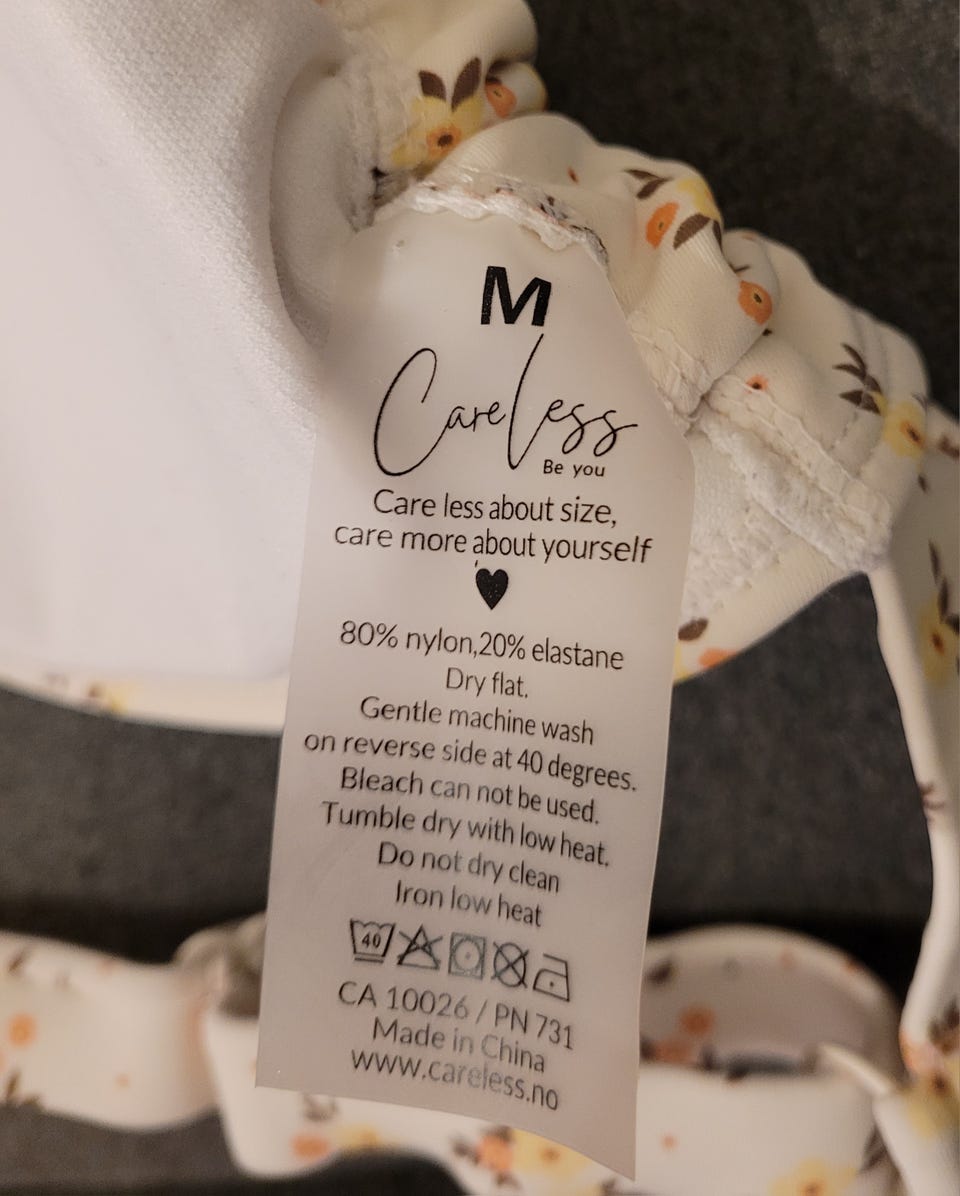 M
CareLess
Be you
Care less about size,
care more about yourself
80% nylon,20% elastane
Dry flat.
Gentle machine wash
on reverse side at 40 degrees.
Bleach can not be used.
Tumble dry with low heat.
Do not dry clean
Iron low heat
40
CA 10026 / PN 731
Made in China
www.careless.no